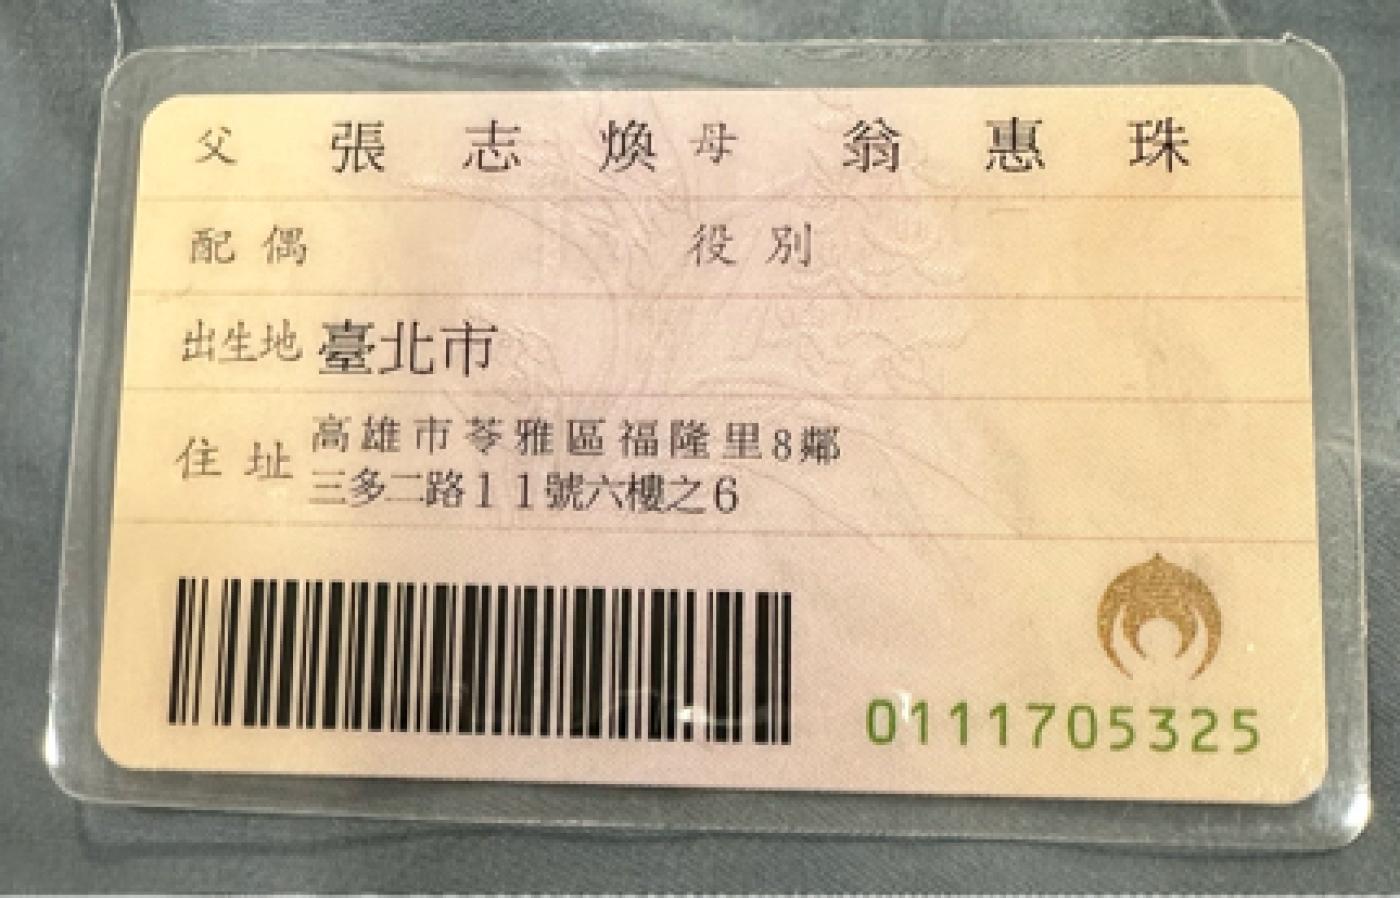 父 張志煥 母 翁惠珠
配偶 役別
出生地 臺北市
住址 高雄市苓雅區福隆里8鄰
三多二路11號六樓之6
0111705325